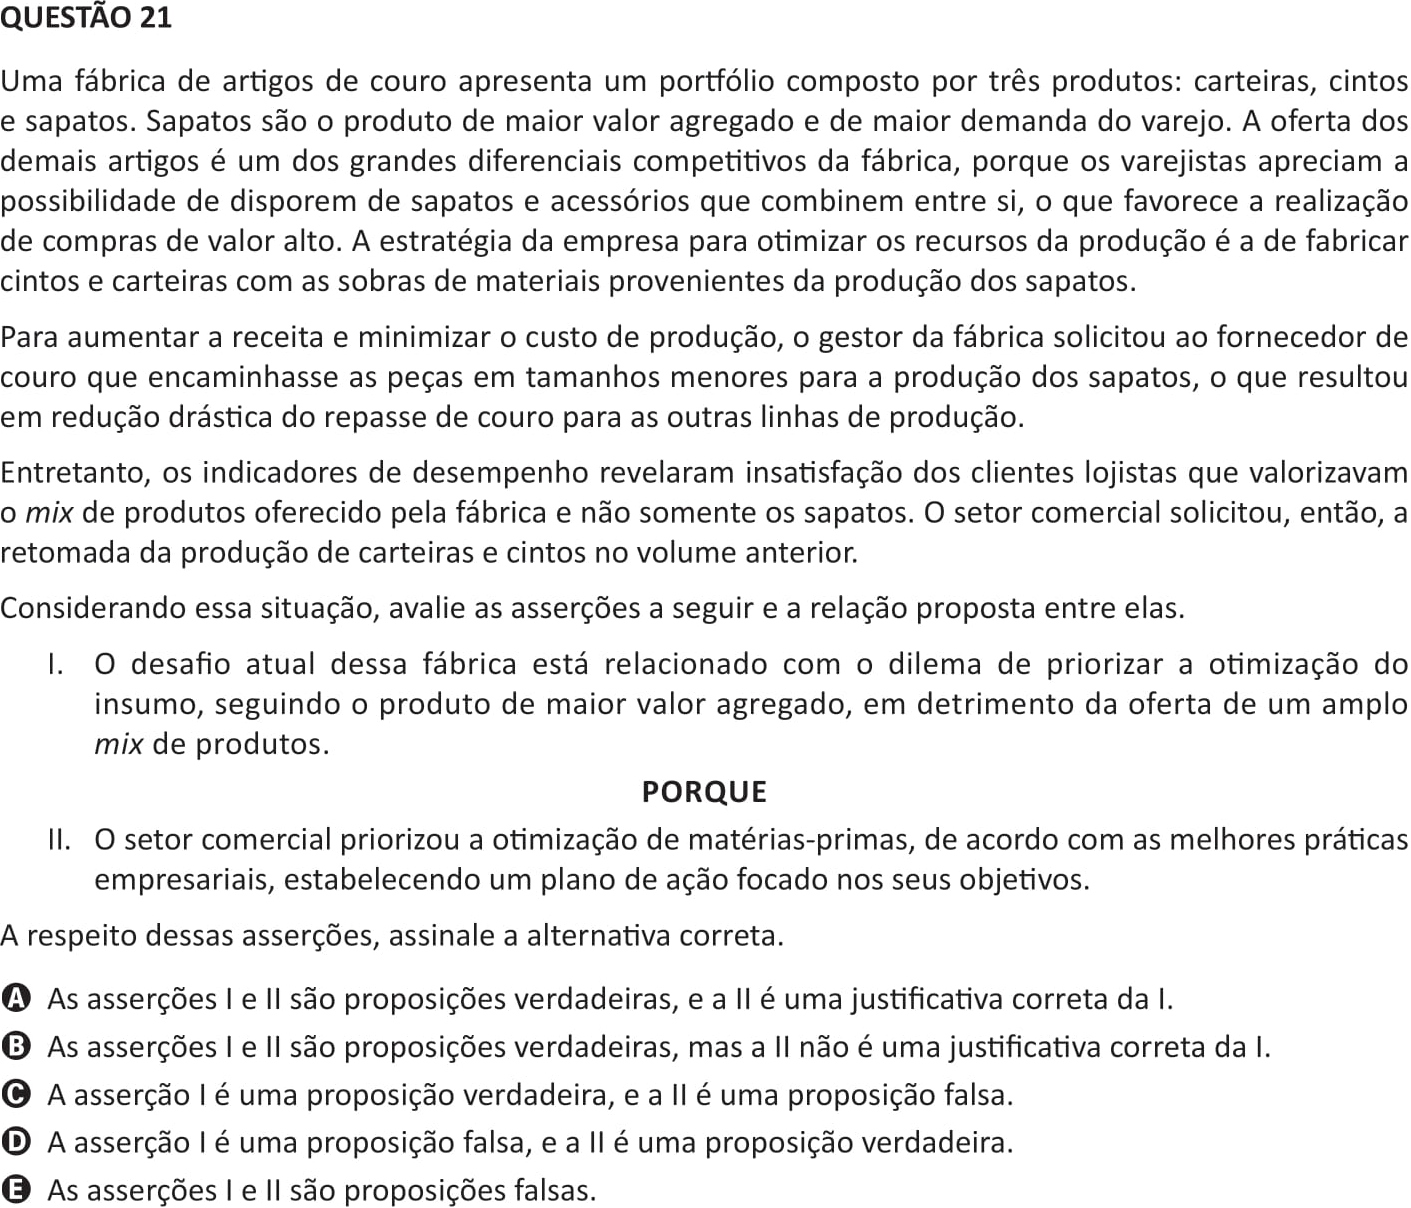 QUESTÃO 21
Uma fábrica de artigos de couro apresenta um portfólio composto por três produtos: carteiras, cintos
e sapatos. Sapatos são o produto de maior valor agregado e de maior demanda do varejo. A oferta dos
demais artigos é um dos grandes diferenciais competitivos da fábrica, porque os varejistas apreciam a
possibilidade de disporem de sapatos e acessórios que combinem entre si, o que favorece a realização
de compras de valor alto. A estratégia da empresa para otimizar os recursos da produção é a de fabricar
cintos e carteiras com as sobras de materiais provenientes da produção dos sapatos.
Para aumentar a receita e minimizar o custo de produção, o gestor da fábrica solicitou ao fornecedor de
couro que encaminhasse as peças em tamanhos menores para a produção dos sapatos, o que resultou
em redução drástica do repasse de couro para as outras linhas de produção.
Entretanto, os indicadores de desempenho revelaram insatisfação dos clientes lojistas que valorizavam
o mix de produtos oferecido pela fábrica e não somente os sapatos. O setor comercial solicitou, então, a
retomada da produção de carteiras e cintos no volume anterior.
Considerando essa situação, avalie as asserções a seguir e a relação proposta entre elas.
I. O desafio atual dessa fábrica está relacionado com o dilema de priorizar a otimização do
insumo, seguindo o produto de maior valor agregado, em detrimento da oferta de um amplo
mix de produtos.
PORQUE
II. O setor comercial priorizou a otimização de matérias-primas, de acordo com as melhores práticas
empresariais, estabelecendo um plano de ação focado nos seus objetivos.
A respeito dessas asserções, assinale a alternativa correta.
A As asserções I e II são proposições verdadeiras, e a II é uma justificativa correta da I.
B As asserções I e II são proposições verdadeiras, mas a II não é uma justificativa correta da I.
C A asserção I é uma proposição verdadeira, e a II é uma proposição falsa.
D A asserção I é uma proposição falsa, e a II é uma proposição verdadeira.
E As asserções I e II são proposições falsas.